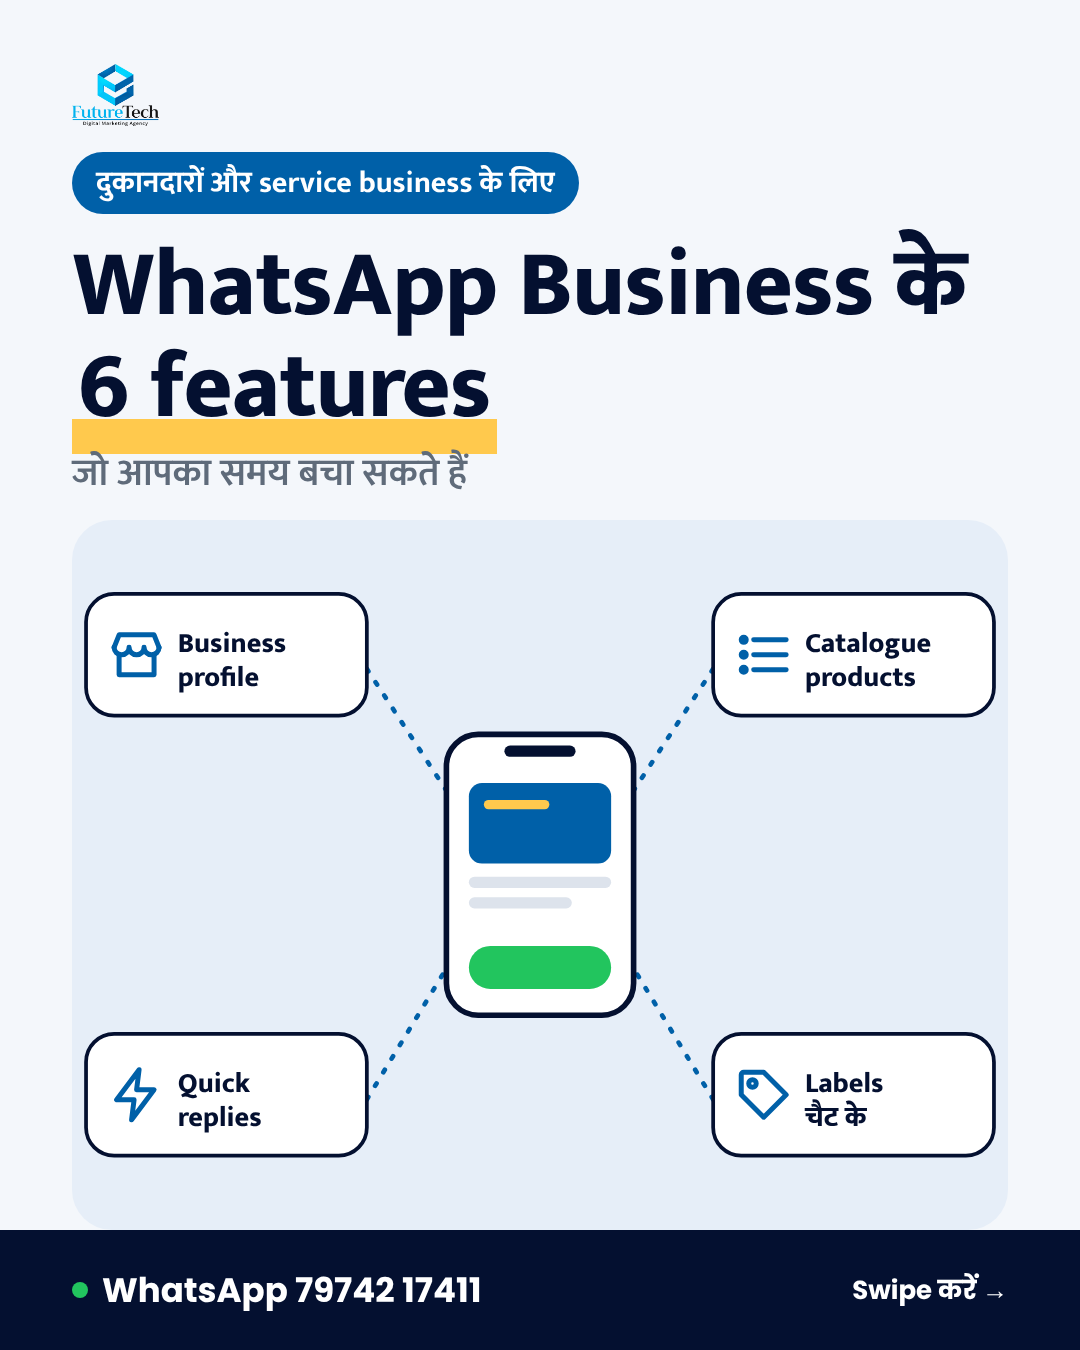 FutureTech
Digital Marketing Agency
दुकानदारों और service business के लिए
WhatsApp Business के
6 features
जो आपका समय बचा सकते हैं
Business
profile
Catalogue
products
Quick
replies
Labels
चैट के
WhatsApp 79742 17411
Swipe करें →